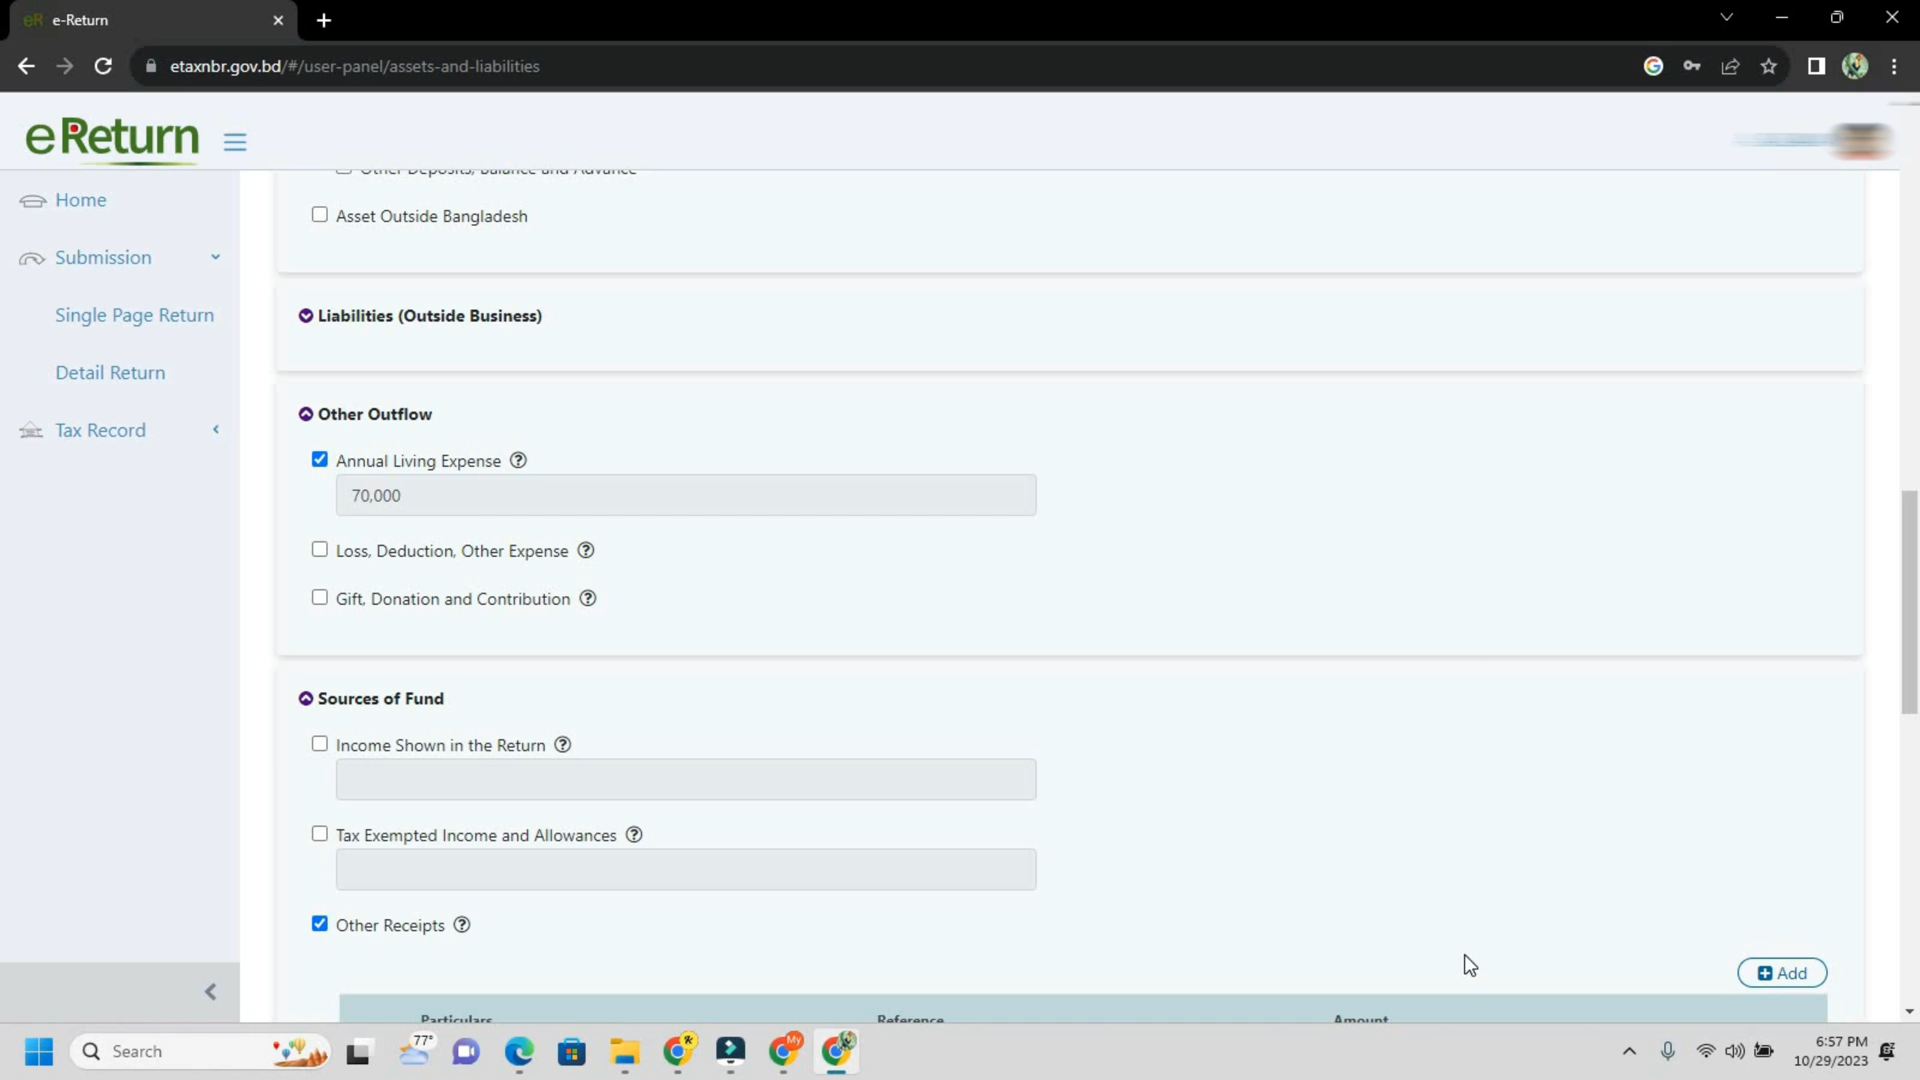 eR e-Return
etaxnbr.gov.bd/#/user-panel/assets-and-liabilities
eReturn
Home
Submission
Single Page Return
Detail Return
Tax Record
Other Deposits, Balance and Advance
Asset Outside Bangladesh
Liabilities (Outside Business)
Other Outflow
Annual Living Expense
70,000
Loss, Deduction, Other Expense
Gift, Donation and Contribution
Sources of Fund
Income Shown in the Return
Tax Exempted Income and Allowances
Other Receipts
Add
Particulars Reference Amount
Search
77°
My
6:57 PM
10/29/2023